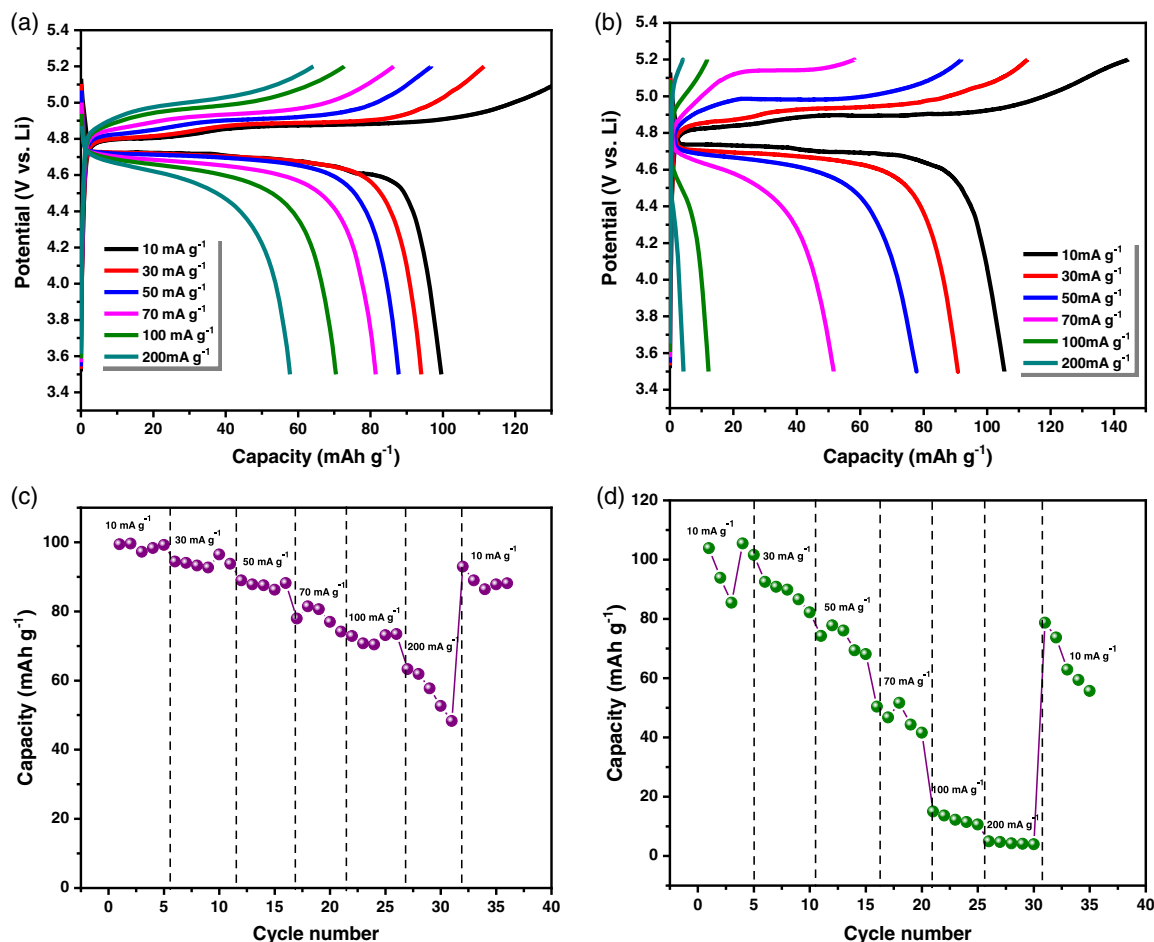 (a)
5.4
5.2
5.0
4.8
4.6
4.4
4.2
4.0
3.8
3.6
3.4
Potential (V vs. Li)
10 mA g⁻¹
30 mA g⁻¹
50 mA g⁻¹
70 mA g⁻¹
100 mA g⁻¹
200mA g⁻¹
0 20 40 60 80 100 120
Capacity (mAh g⁻¹)
(b)
5.4
5.2
5.0
4.8
4.6
4.4
4.2
4.0
3.8
3.6
3.4
Potential (V vs. Li)
10mA g⁻¹
30mA g⁻¹
50mA g⁻¹
70mA g⁻¹
100mA g⁻¹
200mA g⁻¹
0 20 40 60 80 100 120 140
Capacity (mAh g⁻¹)
(c)
100
80
60
40
20
0
Capacity (mAh g⁻¹)
10 mA g⁻¹
30 mA g⁻¹
50 mA g⁻¹
70 mA g⁻¹
100 mA g⁻¹
200 mA g⁻¹
10 mA g⁻¹
0 5 10 15 20 25 30 35 40
Cycle number
(d)
120
100
80
60
40
20
0
Capacity (mAh g⁻¹)
10 mA g⁻¹
30 mA g⁻¹
50 mA g⁻¹
70 mA g⁻¹
100 mA g⁻¹
200 mA g⁻¹
10 mA g⁻¹
0 5 10 15 20 25 30 35 40
Cycle number